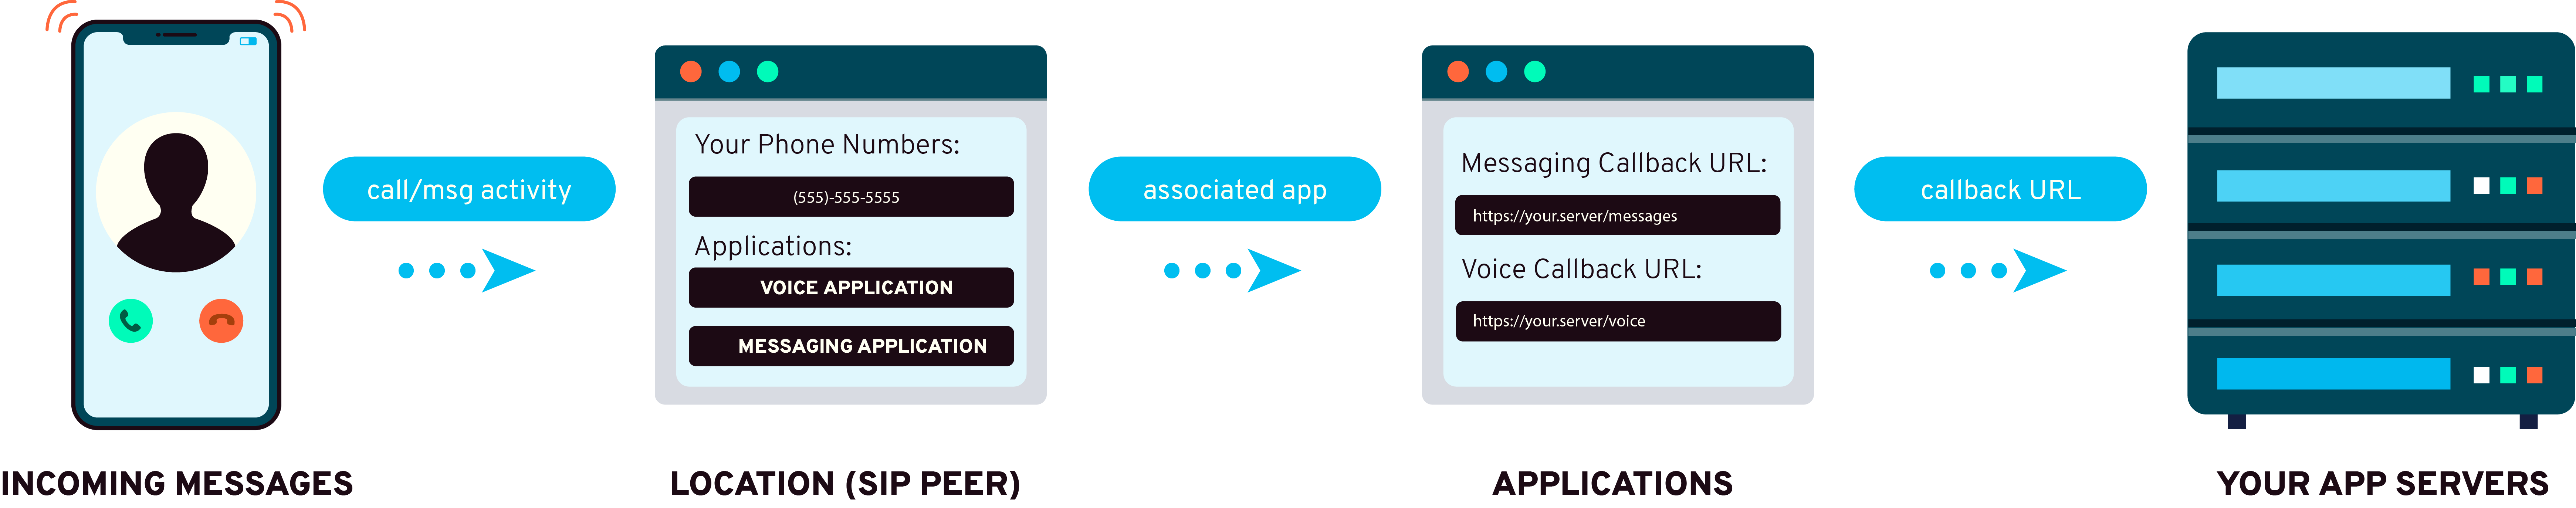 call/msg activity
Your Phone Numbers:
(555)-555-5555
Applications:
VOICE APPLICATION
MESSAGING APPLICATION
associated app
Messaging Callback URL:
https://your.server/messages
Voice Callback URL:
https://your.server/voice
callback URL
INCOMING MESSAGES
LOCATION (SIP PEER)
APPLICATIONS
YOUR APP SERVERS